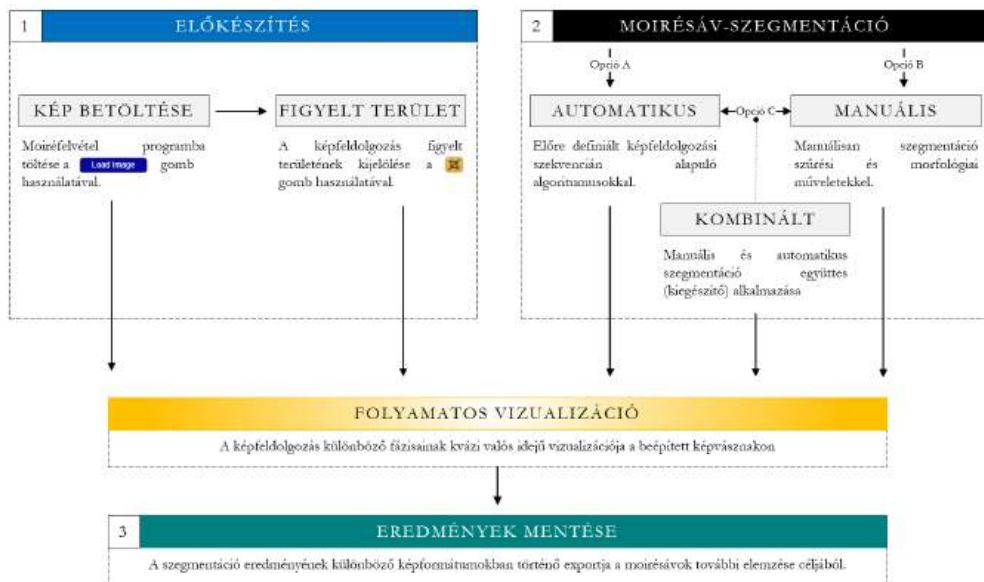 1 ELŐKÉSZÍTÉS
KÉP BETÖLTÉSE
Moiréfelvétel programba
töltése a Load Image gomb
használatával.
FIGYELT TERÜLET
A képfeldolgozás figyelt
területének kijelölése a
gomb használatával.
2 MOIRÉSÁV-SZEGMENTÁCIÓ
Opció A
Opció B
AUTOMATIKUS
Opció C
MANUÁLIS
Előre definiált képfeldolgozási
szekvencián alapuló
algoritmusokkal.
Manuálisan szegmentáció
szűrési és morfológiai
műveletekkel.
KOMBINÁLT
Manuális és automatikus
szegmentáció együttes
(kiegészítő) alkalmazása
FOLYAMATOS VIZUALIZÁCIÓ
A képfeldolgozás különböző fázisainak kvázi valós idejű vizualizációja a beépített képvásznakon
3 EREDMÉNYEK MENTÉSE
A szegmentáció eredményének különböző képformátumokban történő exportja a moirésávok további elemzése céljából.